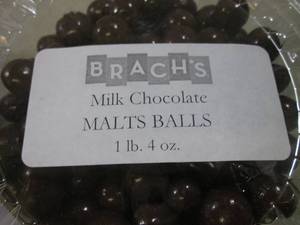 BRACH'S
Milk Chocolate
MALTS BALLS
1 lb. 4 oz.